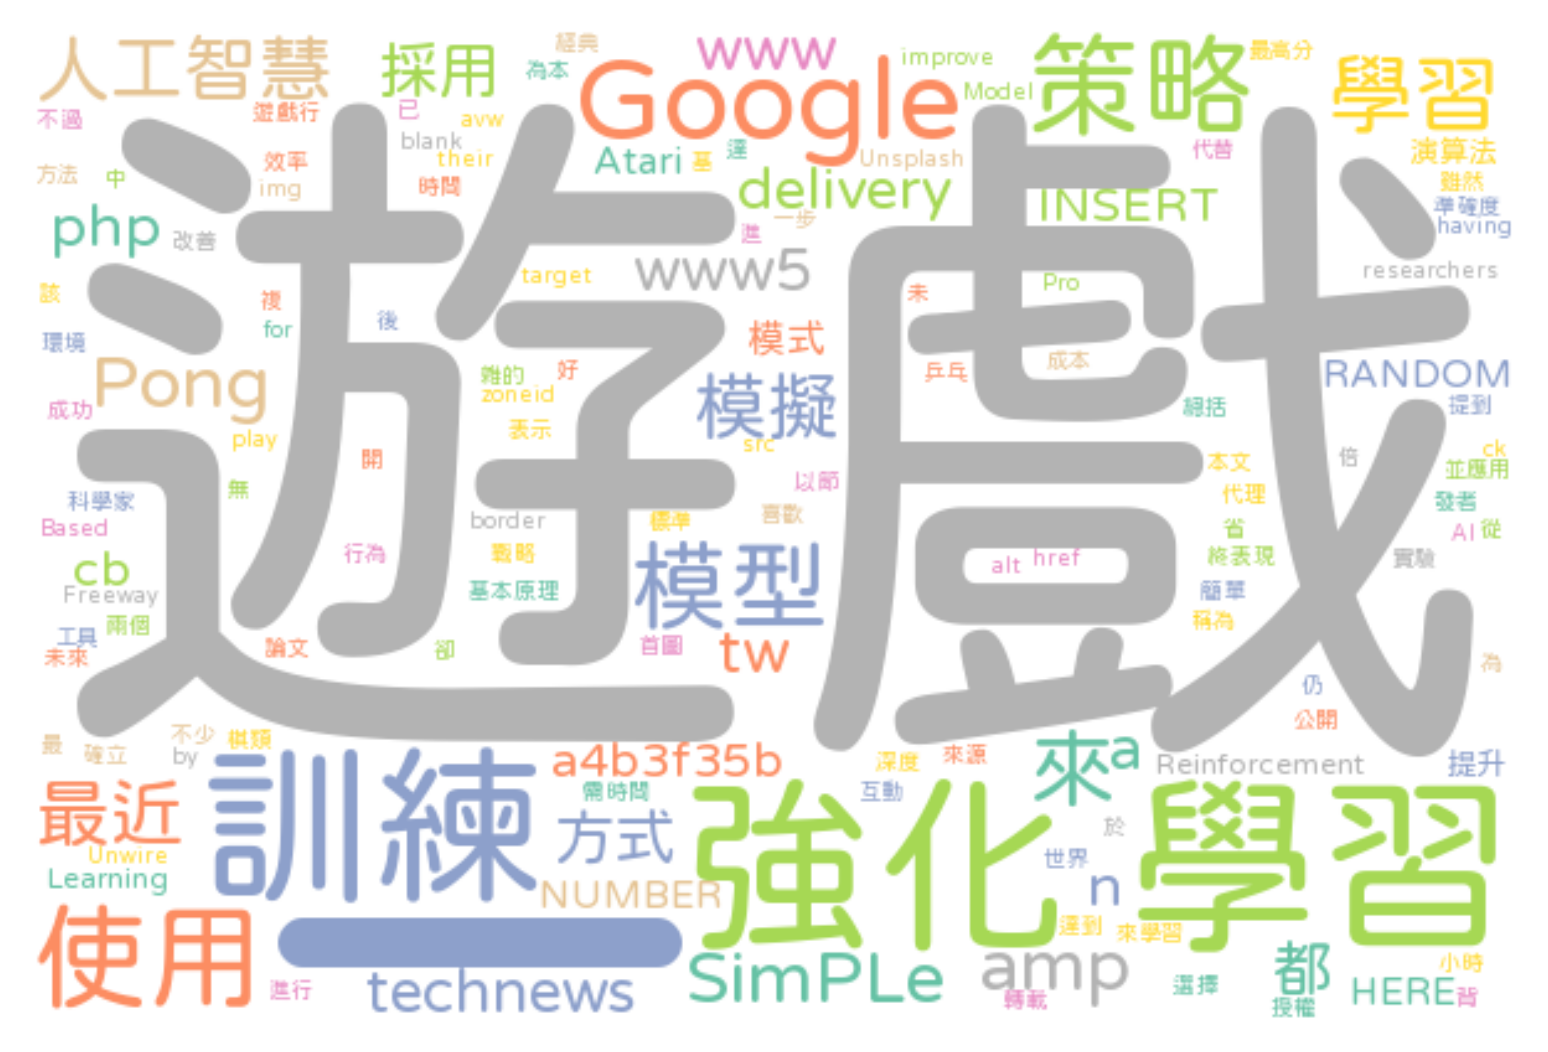 人工智慧
採用
經典
為本
www
Google
improve
Model
策略
最高分
學習
不過
遊戲行
已
avw
blank
their
效率
img
時間
Atari
墓
達
Unsplash
delivery
代替
INSERT
演算法
雖然
準確度
having
方法
中
php
改善
一步
進
www5
researchers
target
Pro
該
複
for
後
環境
未
遊戲
模式
乒乓
成本
RANDOM
提到
Pong
雜的
好
zoneid
模擬
總括
成功
play
表示
src
開
倍
ck
並應用
本文
代理
以節
無
科學家
Based
border
標準
喜歡
省
發者
AI
從
行為
戰略
模型
alt
href
終表現
實驗
cb
Freeway
基本原理
簡單
稱為
兩個
工具
未來
論文
卻
首圖
tw
為
仍
公開
最
確立
不少
by
棋類
a4b3f35b
深度
來源
來
a
Reinforcement
提升
最近
訓練
需時間
互動
強化學習
Unwire
Learning
方式
於
世界
n
NUMBER
使用
達到
來學習
technews
SimPLe
amp
都
小時
進行
轉載
選擇
授權
HERE
背